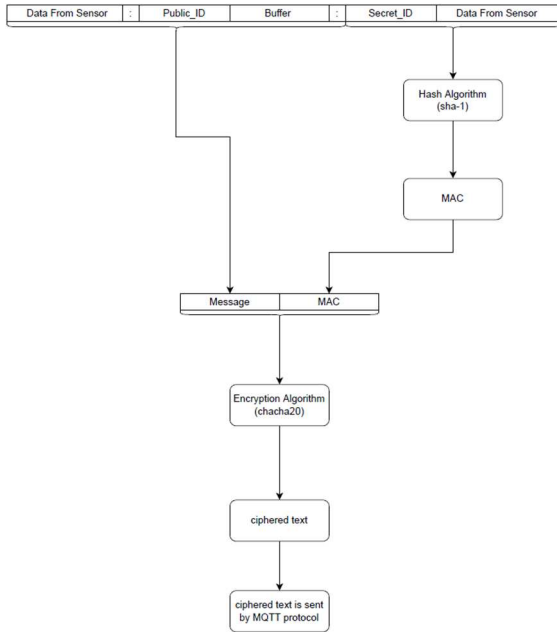 Data From Sensor : Public_ID Buffer : Secret_ID Data From Sensor
Hash Algorithm
(sha-1)
MAC
Message MAC
Encryption Algorithm
(chacha20)
ciphered text
ciphered text is sent
by MQTT protocol